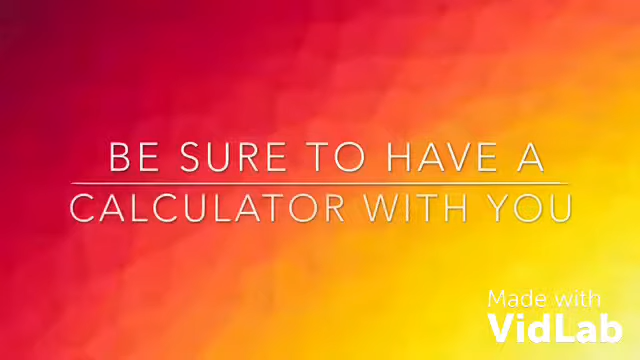 BE SURE TO HAVE A
CALCULATOR WITH YOU
Made with
VidLab